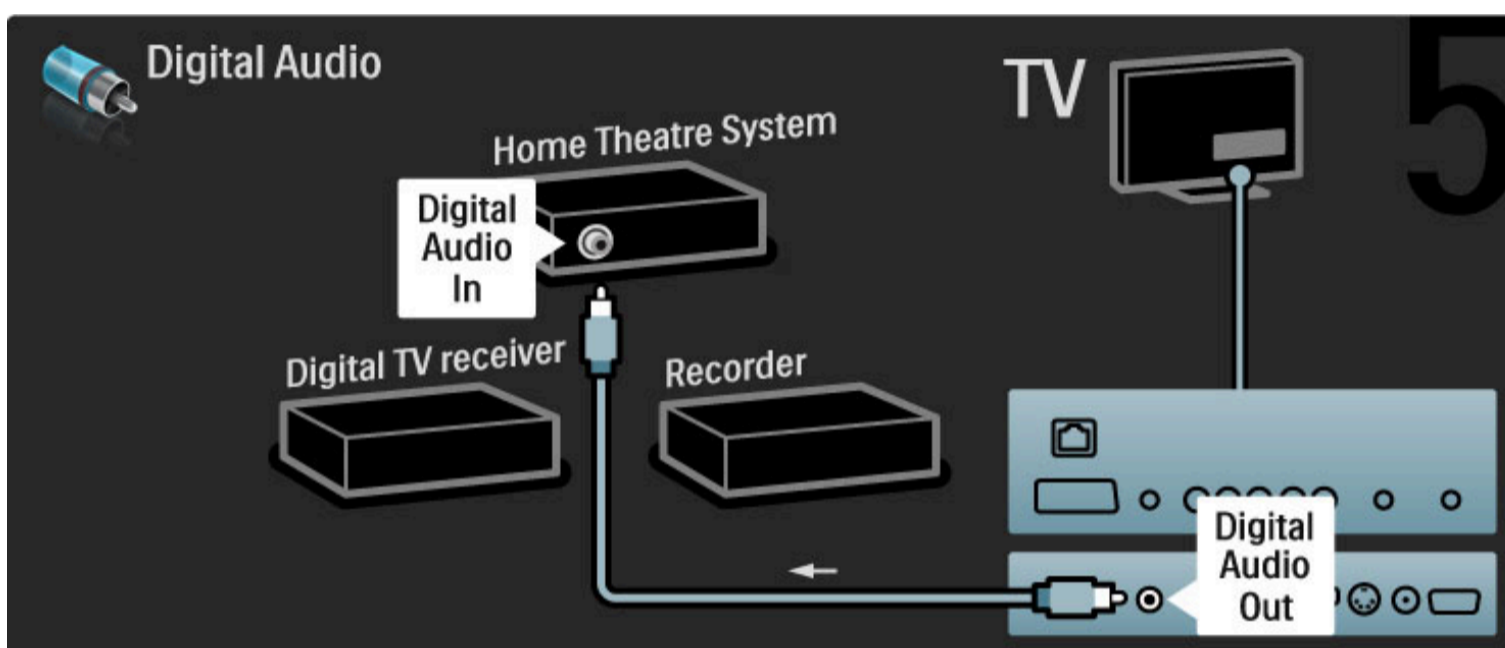 Digital Audio
TV
5
Home Theatre System
Digital
Audio
In
Digital TV receiver
Recorder
Digital
Audio
Out